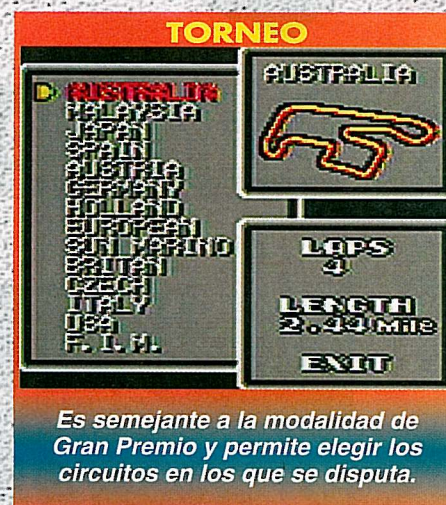 TORNEO
AUSTRALIA
MALAYSIA
JAPAN
SPAIN
AUSTRIA
GERMANY
HOLLAND
EUROPEAN
SUN MARINO
BRITAN
CZECH
ITALY
USA
F. I. M.
AUSTRALIA
LAPS
4
LENGTH
2.44 Mile
EXIT
Es semejante a la modalidad de
Gran Premio y permite elegir los
circuitos en los que se disputa.